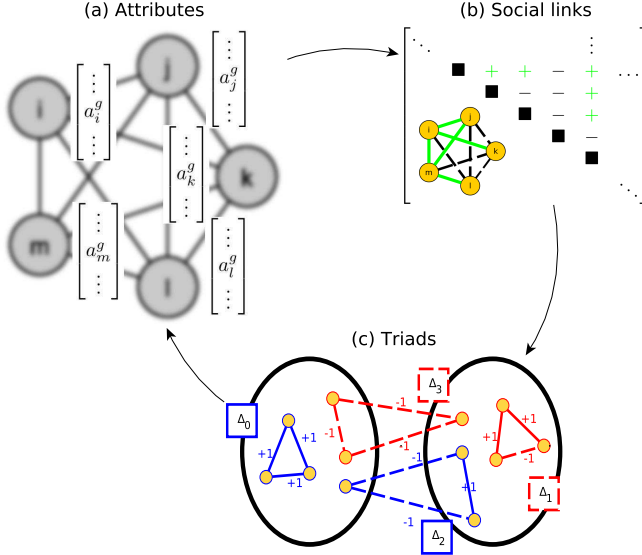 (a) Attributes
(b) Social links
i
j
k
l
m
a_i^g
a_j^g
a_k^g
a_m^g
a_l^g
+ + − +
− − +
− +
−
i
j
k
l
m
(c) Triads
Δ0
+1
+1
+1
-1
-1
-1
Δ3
+1
+1
-1
Δ1
-1
+1
-1
Δ2